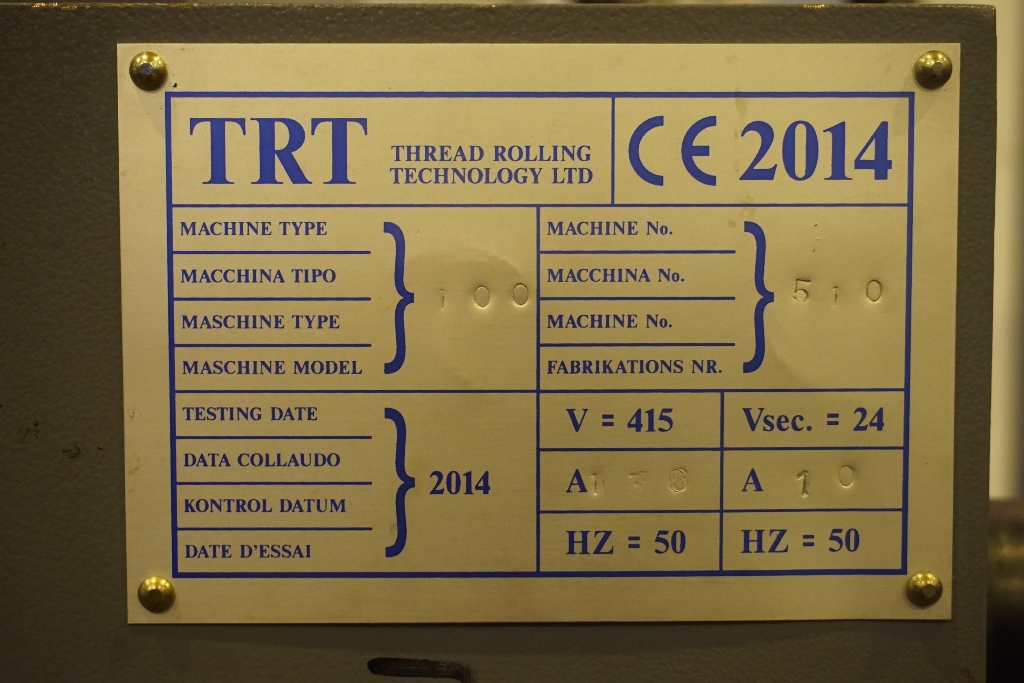 TRT
THREAD ROLLING
TECHNOLOGY LTD
CE 2014
MACHINE TYPE
MACCHINA TIPO
MASCHINE TYPE
MASCHINE MODEL
100
MACHINE No.
MACCHINA No.
MACHINE No.
FABRIKATIONS NR.
510
TESTING DATE
DATA COLLAUDO
KONTROL DATUM
DATE D'ESSAI
2014
V = 415
Vsec. = 24
A
A 10
HZ = 50
HZ = 50